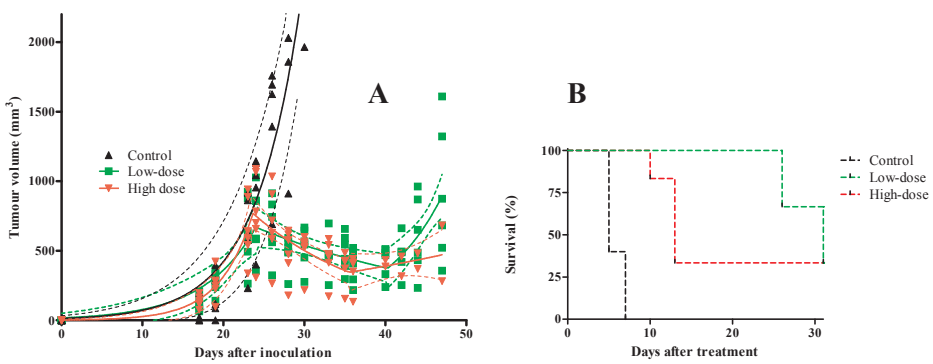 2000
1500
1000
500
0
0
10
20
30
40
50
Tumour volume (mm³)
Days after inoculation
Control
Low-dose
High dose
A
B
100
75
50
25
0
0
10
20
30
Survival (%)
Days after treatment
Control
Low-dose
High-dose